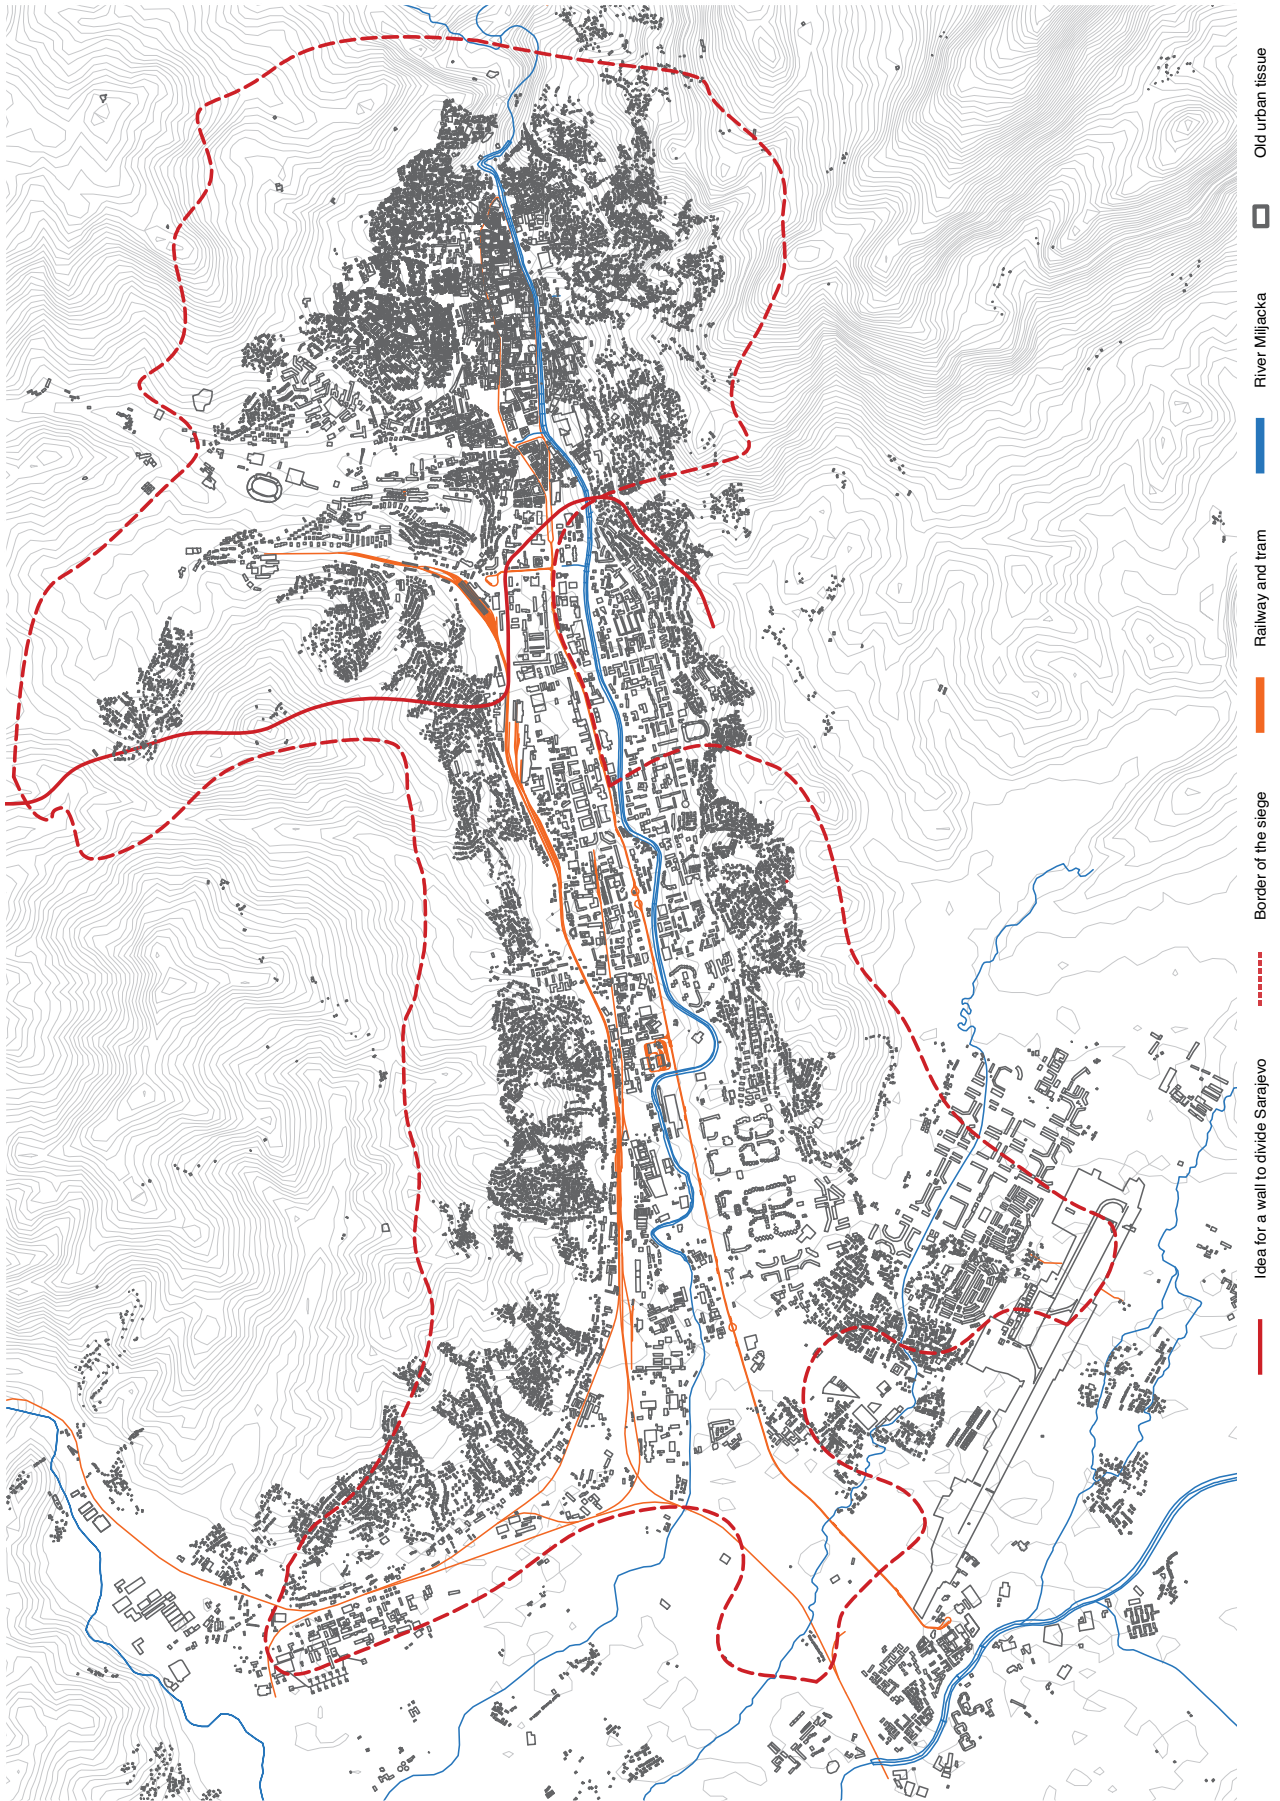 Idea for a wall to divide Sarajevo
Border of the siege
Railway and tram
River Miljacka
Old urban tissue